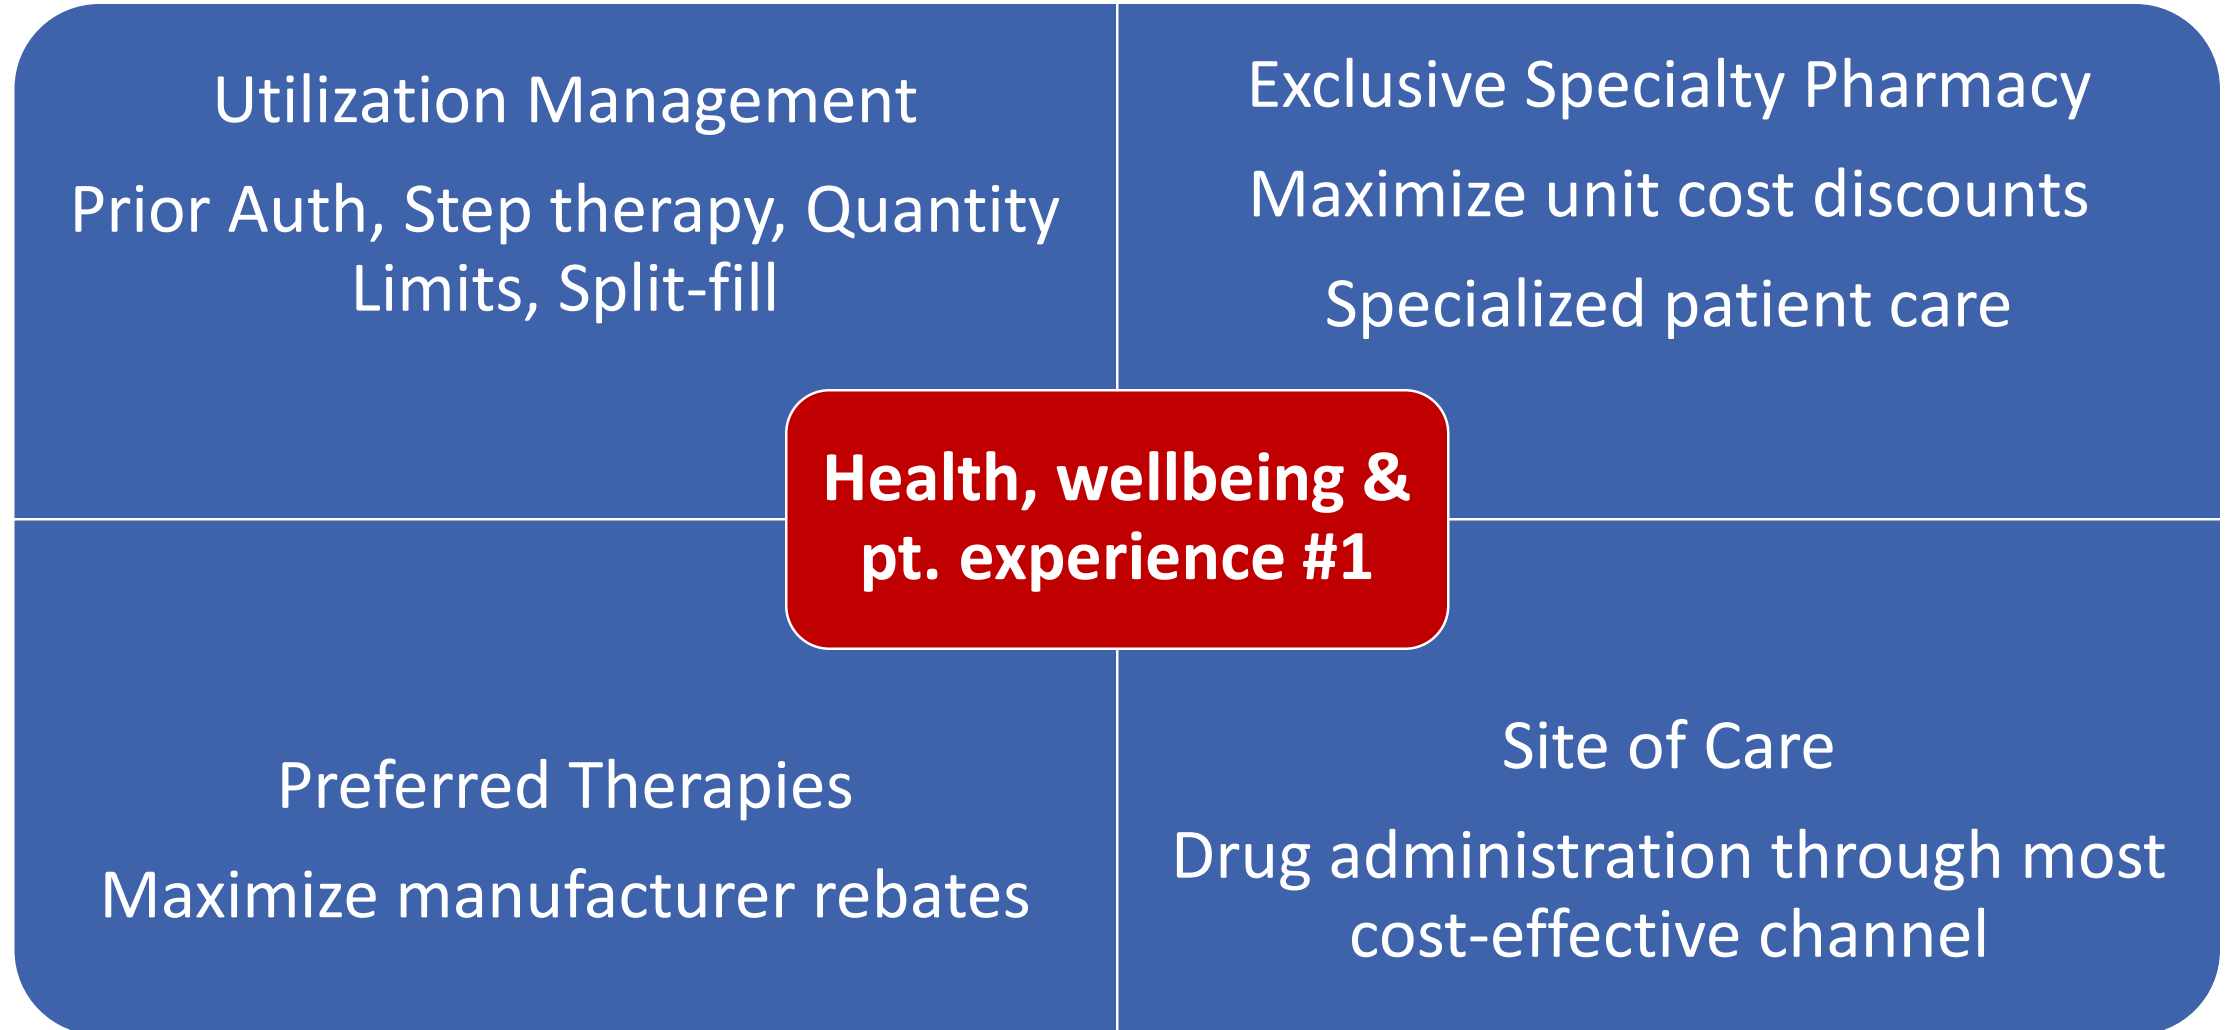 Utilization Management
Prior Auth, Step therapy, Quantity
Limits, Split-fill
Exclusive Specialty Pharmacy
Maximize unit cost discounts
Specialized patient care
Health, wellbeing &
pt. experience #1
Preferred Therapies
Maximize manufacturer rebates
Site of Care
Drug administration through most
cost-effective channel